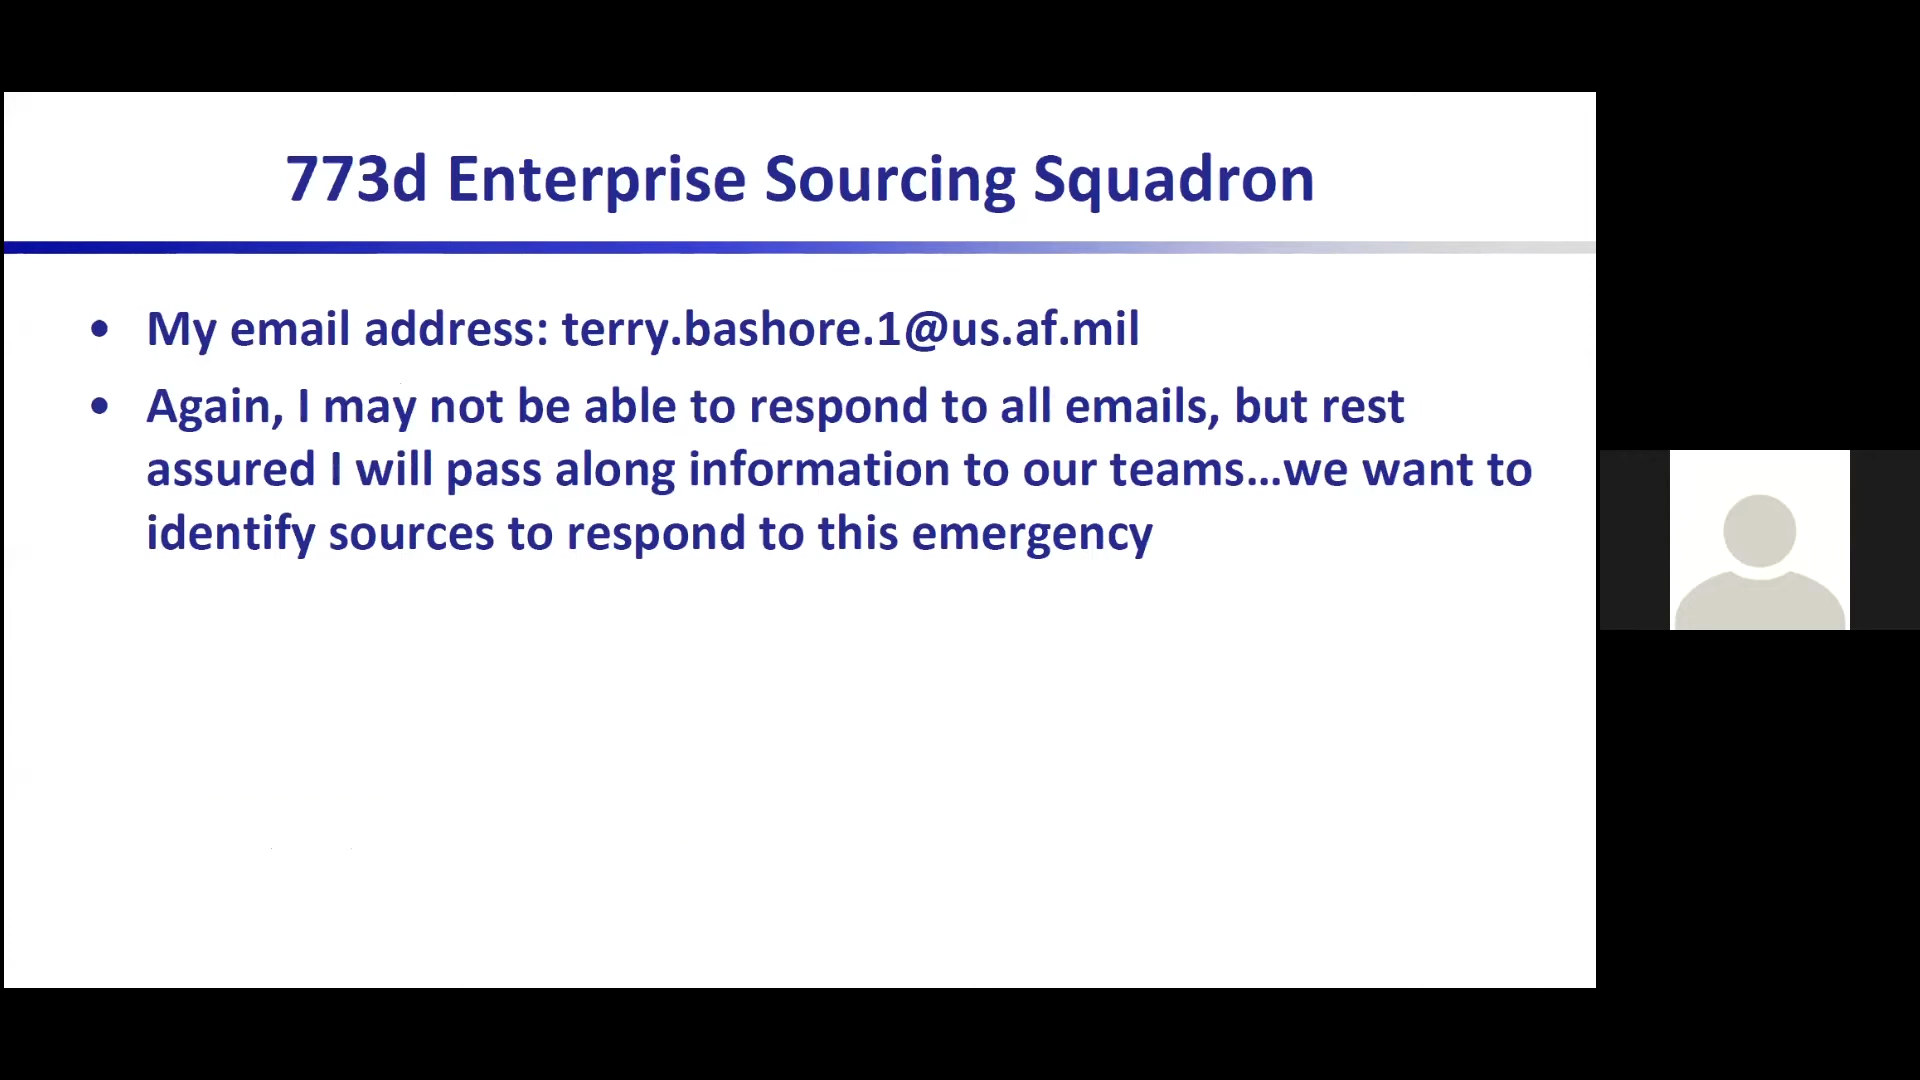 773d Enterprise Sourcing Squadron
• My email address: terry.bashore.1@us.af.mil
• Again, I may not be able to respond to all emails, but rest
assured I will pass along information to our teams...we want to
identify sources to respond to this emergency